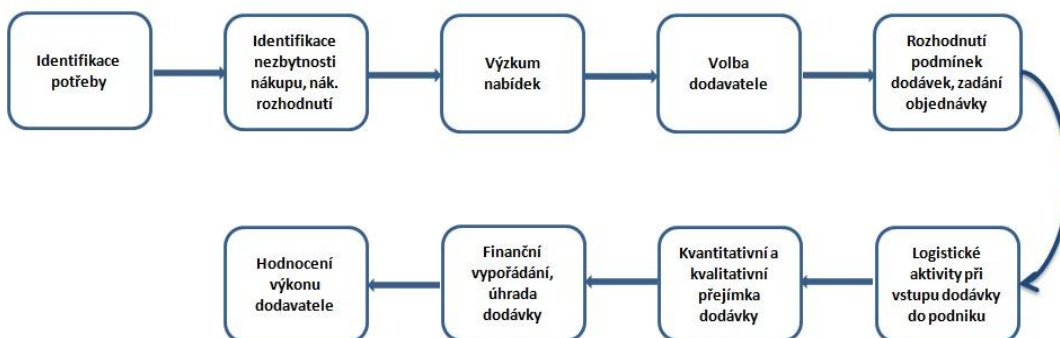 Identifikace
potřeby
Identifikace
nezbytnosti
nákupu, nák.
rozhodnutí
Výzkum
nabídek
Volba
dodavatele
Rozhodnutí
podmínek
dodávek, zadání
objednávky
Logistické
aktivity při
vstupu dodávky
do podniku
Kvantitativní a
kvalitativní
přejímka
dodávky
Finanční
vypořádání,
úhrada
dodávky
Hodnocení
výkonu
dodavatele